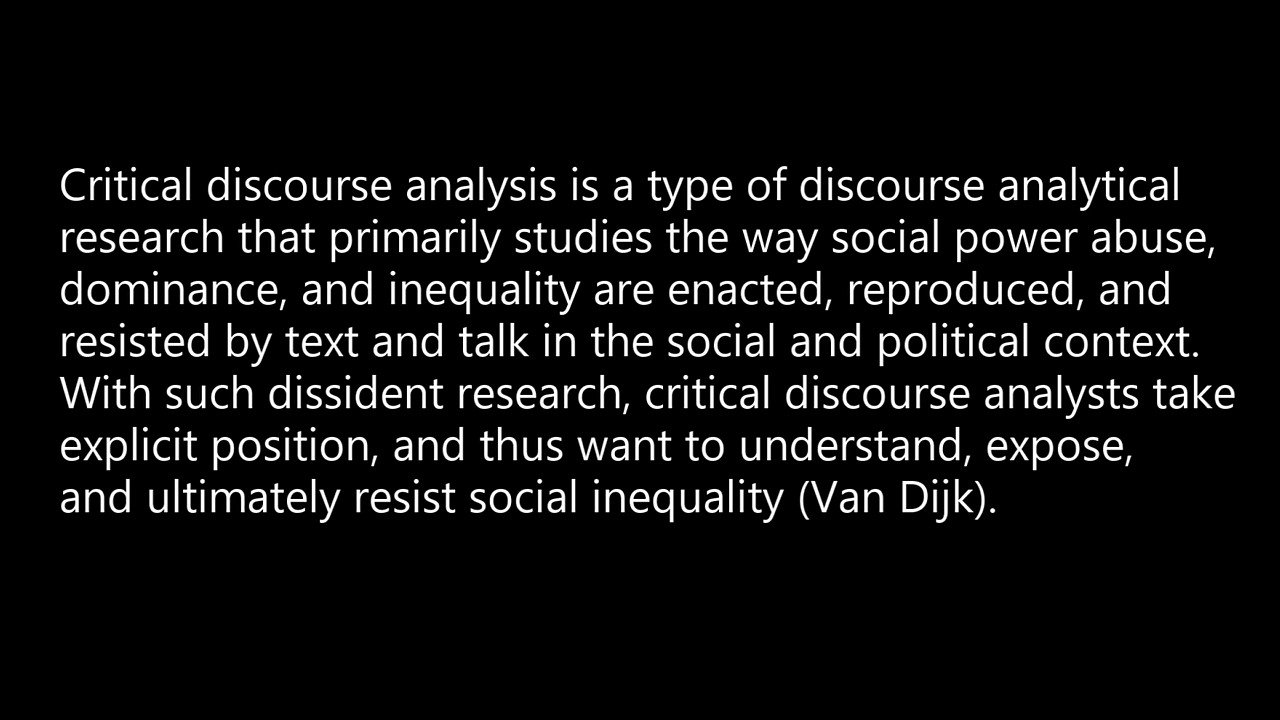 Critical discourse analysis is a type of discourse analytical
research that primarily studies the way social power abuse,
dominance, and inequality are enacted, reproduced, and
resisted by text and talk in the social and political context.
With such dissident research, critical discourse analysts take
explicit position, and thus want to understand, expose,
and ultimately resist social inequality (Van Dijk).